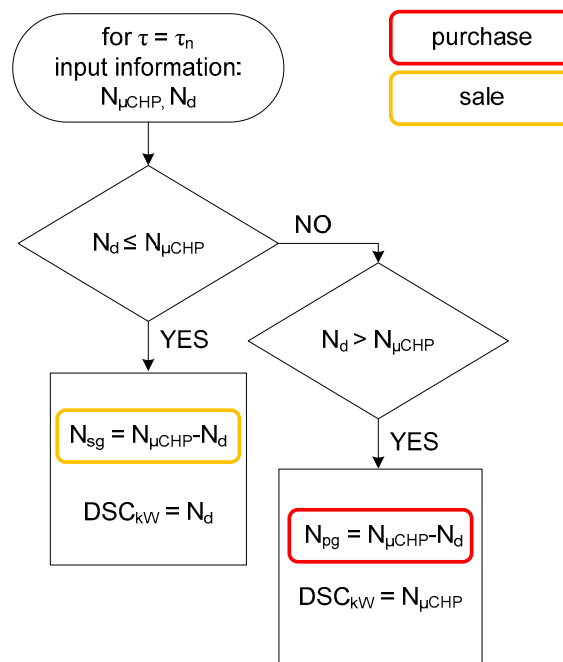 for τ = τn
input information:
NμCHP, Nd
purchase
sale
Nd ≤ NμCHP
NO
YES
Nd > NμCHP
YES
Nsg = NμCHP-Nd
DSCkW = Nd
Npg = NμCHP-Nd
DSCkW = NμCHP